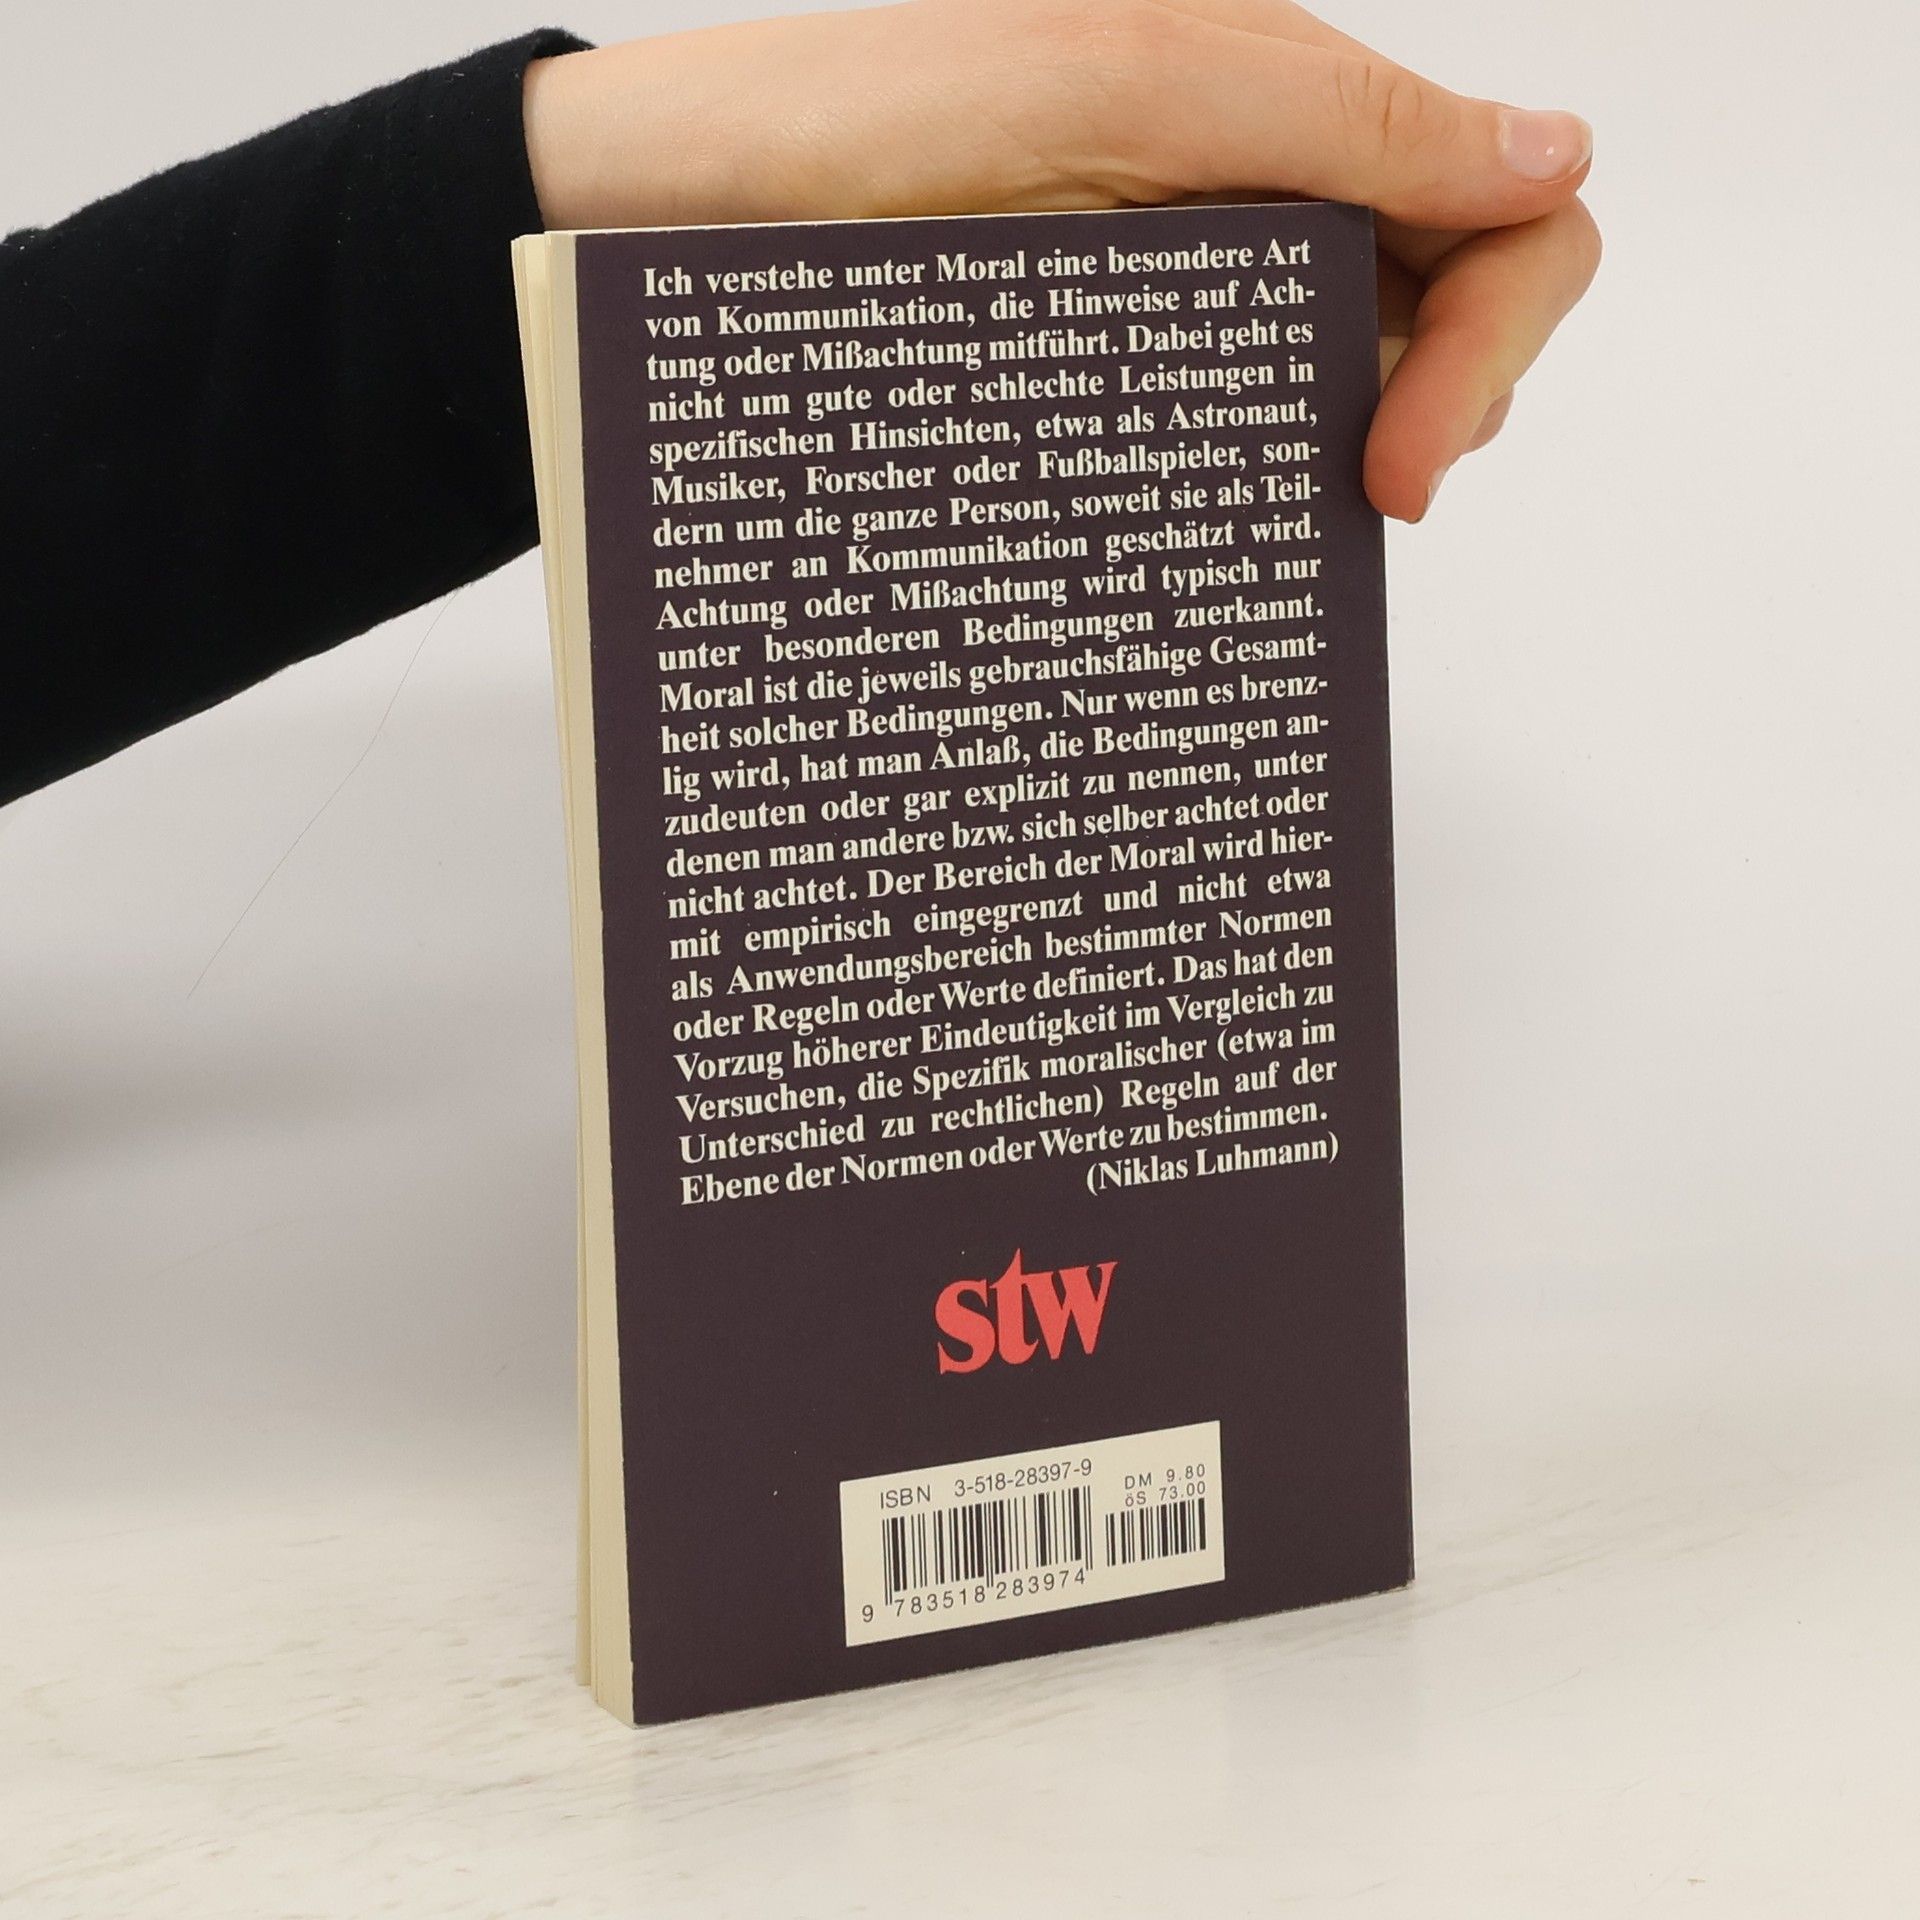 Ich verstehe unter Moral eine besondere Art
von Kommunikation, die Hinweise auf Ach-
tung oder Mißachtung mitführt. Dabei geht es
nicht um gute oder schlechte Leistungen in
spezifischen Hinsichten, etwa als Astronaut,
Musiker, Forscher oder Fußballspieler, son-
dern um die ganze Person, soweit sie als Teil-
nehmer an Kommunikation geschätzt wird.
Achtung oder Mißachtung wird typisch nur
unter besonderen Bedingungen zuerkannt.
Moral ist die jeweils gebrauchsfähige Gesamt-
heit solcher Bedingungen. Nur wenn es brenz-
lig wird, hat man Anlaß, die Bedingungen an-
zudeuten oder gar explizit zu nennen, unter
denen man andere bzw. sich selber achtet oder
nicht achtet. Der Bereich der Moral wird hier-
mit empirisch eingegrenzt und nicht etwa
als Anwendungsbereich bestimmter Normen
oder Regeln oder Werte definiert. Das hat den
Vorzug höherer Eindeutigkeit im Vergleich zu
Versuchen, die Spezifik moralischer (etwa im
Unterschied zu rechtlichen) Regeln auf der
Ebene der Normen oder Werte zu bestimmen.
(Niklas Luhmann)
stw
ISBN 3-518-28397-9
DM 9.80
öS 73.00
9 783518 283974